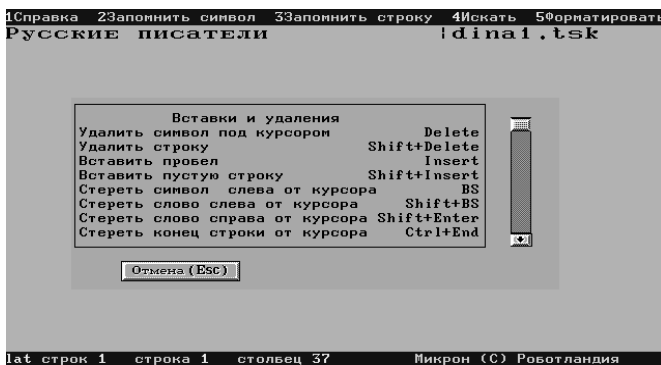 1Справка 2Запомнить символ 3Запомнить строку 4Искать 5Форматировать
Русские писатели |dina1.tsk
Вставки и удаления
Удалить символ под курсором Delete
Удалить строку Shift+Delete
Вставить пробел Insert
Вставить пустую строку Shift+Insert
Стереть символ слева от курсора BS
Стереть слово слева от курсора Shift+BS
Стереть слово справа от курсора Shift+Enter
Стереть конец строки от курсора Ctrl+End
Отмена (Esc)
lat строк 1 строка 1 столбец 37 Микрон (C) Роботландия